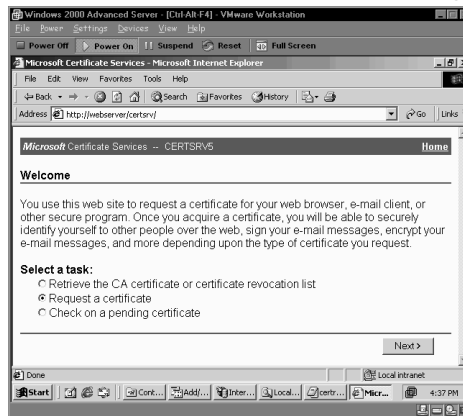 Windows 2000 Advanced Server - [Ctrl-Alt-F4] - VMware Workstation
File Power Settings Devices View Help
Power Off Power On Suspend Reset Full Screen
Microsoft Certificate Services - Microsoft Internet Explorer
File Edit View Favorites Tools Help
Back Search Favorites History
Address http://webserver/certsrv/ Go Links
Microsoft Certificate Services -- CERTSRV5 Home
Welcome
You use this web site to request a certificate for your web browser, e-mail client, or
other secure program. Once you acquire a certificate, you will be able to securely
identify yourself to other people over the web, sign your e-mail messages, encrypt your
e-mail messages, and more depending upon the type of certificate you request.
Select a task:
Retrieve the CA certificate or certificate revocation list
Request a certificate
Check on a pending certificate
Next >
Done Local intranet
Start Cont... Add/... Inter... Local... certr... Micr... 4:37 PM